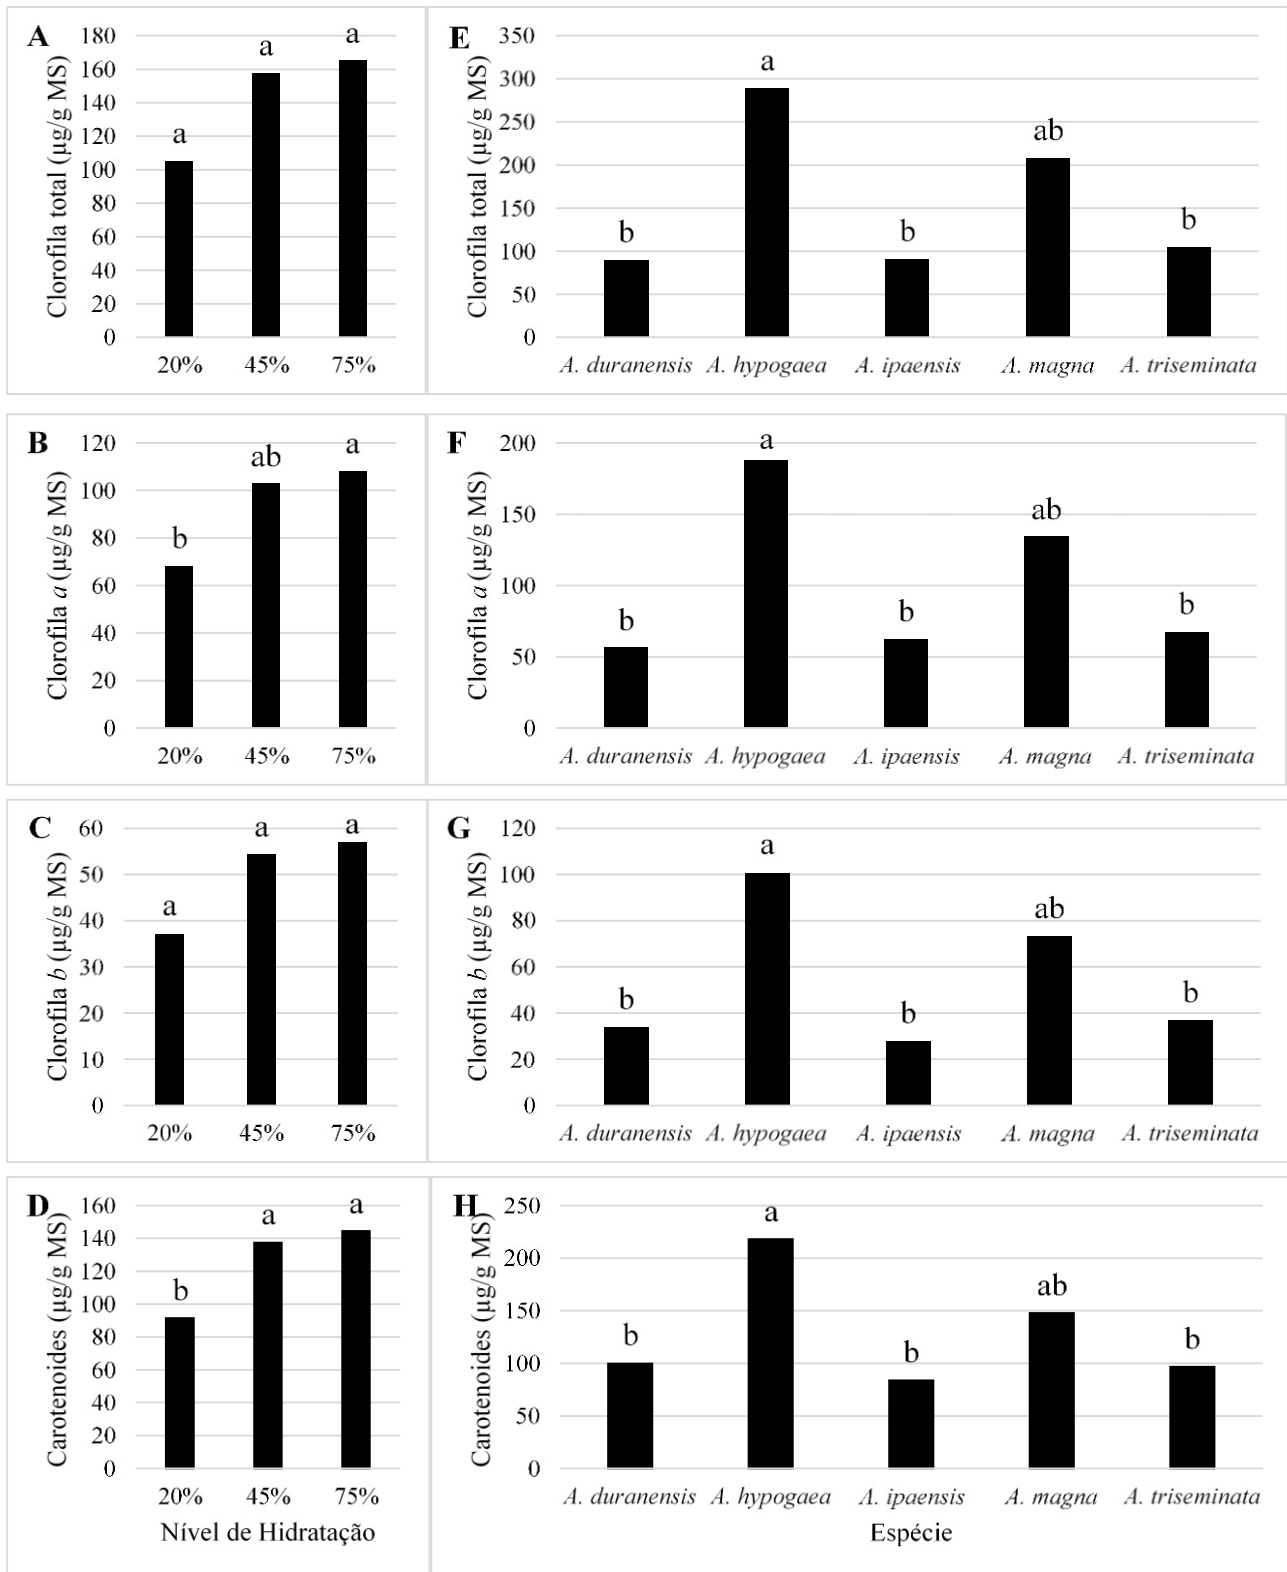 A
Clorofila total (µg/g MS)
180
160
140
120
100
80
60
40
20
0
a
a
a
20% 45% 75%
E
Clorofila total (µg/g MS)
350
300
250
200
150
100
50
0
b
a
b
ab
b
A. duranensis A. hypogaea A. ipaensis A. magna A. triseminata
B
Clorofila a (µg/g MS)
120
100
80
60
40
20
0
b
ab
a
20% 45% 75%
F
Clorofila a (µg/g MS)
200
150
100
50
0
b
a
b
ab
b
A. duranensis A. hypogaea A. ipaensis A. magna A. triseminata
C
Clorofila b (µg/g MS)
60
50
40
30
20
10
0
a
a
a
20% 45% 75%
G
Clorofila b (µg/g MS)
120
100
80
60
40
20
0
b
a
b
ab
b
A. duranensis A. hypogaea A. ipaensis A. magna A. triseminata
D
Carotenoides (µg/g MS)
160
140
120
100
80
60
40
20
0
b
a
a
20% 45% 75%
Nível de Hidratação
H
Carotenoides (µg/g MS)
250
200
150
100
50
0
b
a
b
ab
b
A. duranensis A. hypogaea A. ipaensis A. magna A. triseminata
Espécie